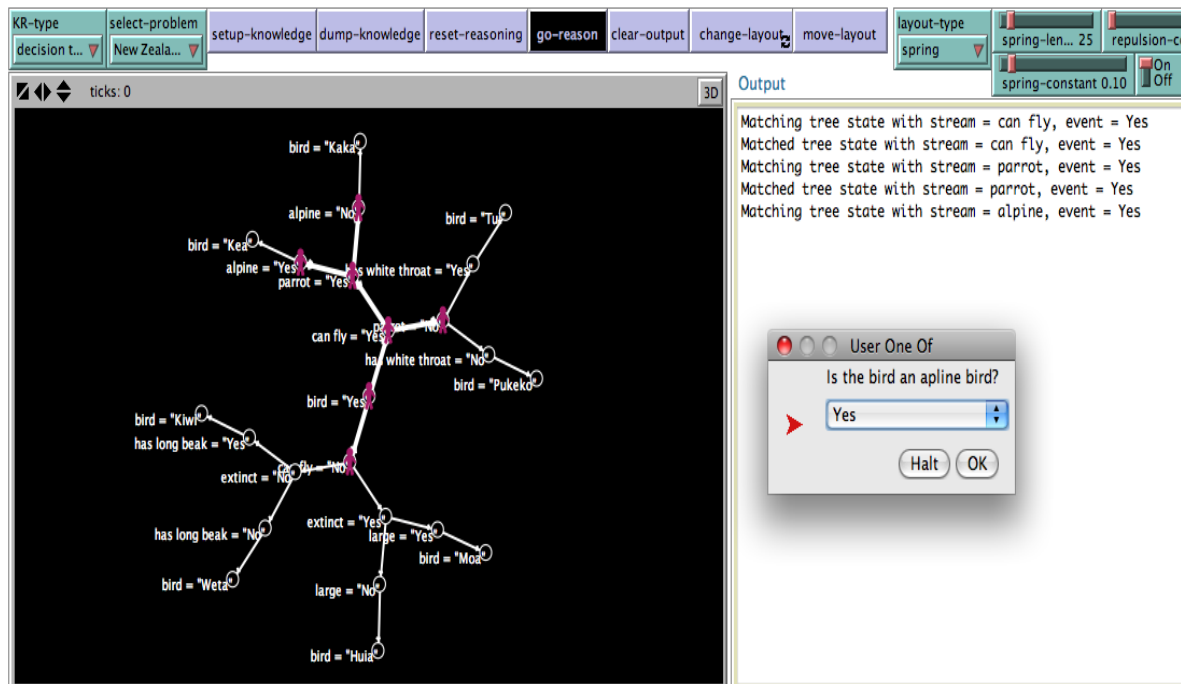 KR-type
decision t...
select-problem
New Zeala...
setup-knowledge
dump-knowledge
reset-reasoning
go-reason
clear-output
change-layout
move-layout
layout-type
spring
spring-len... 25
repulsion-c
spring-constant 0.10
On
Off
ticks: 0
3D
Output
Matching tree state with stream = can fly, event = Yes
Matched tree state with stream = can fly, event = Yes
Matching tree state with stream = parrot, event = Yes
Matched tree state with stream = parrot, event = Yes
Matching tree state with stream = alpine, event = Yes
bird = "Kaka"
alpine = "No"
bird = "Tui"
bird = "Kea"
alpine = "Yes"
has white throat = "Yes"
parrot = "Yes"
can fly = "Yes"
parrot = "No"
has white throat = "No"
bird = "Pukeko"
bird = "Yes"
bird = "Kiwi"
has long beak = "Yes"
extinct = "No"
can fly = "No"
extinct = "Yes"
large = "Yes"
has long beak = "No"
bird = "Moa"
bird = "Weta"
large = "No"
bird = "Huia"
User One Of
Is the bird an apline bird?
Yes
Halt
OK